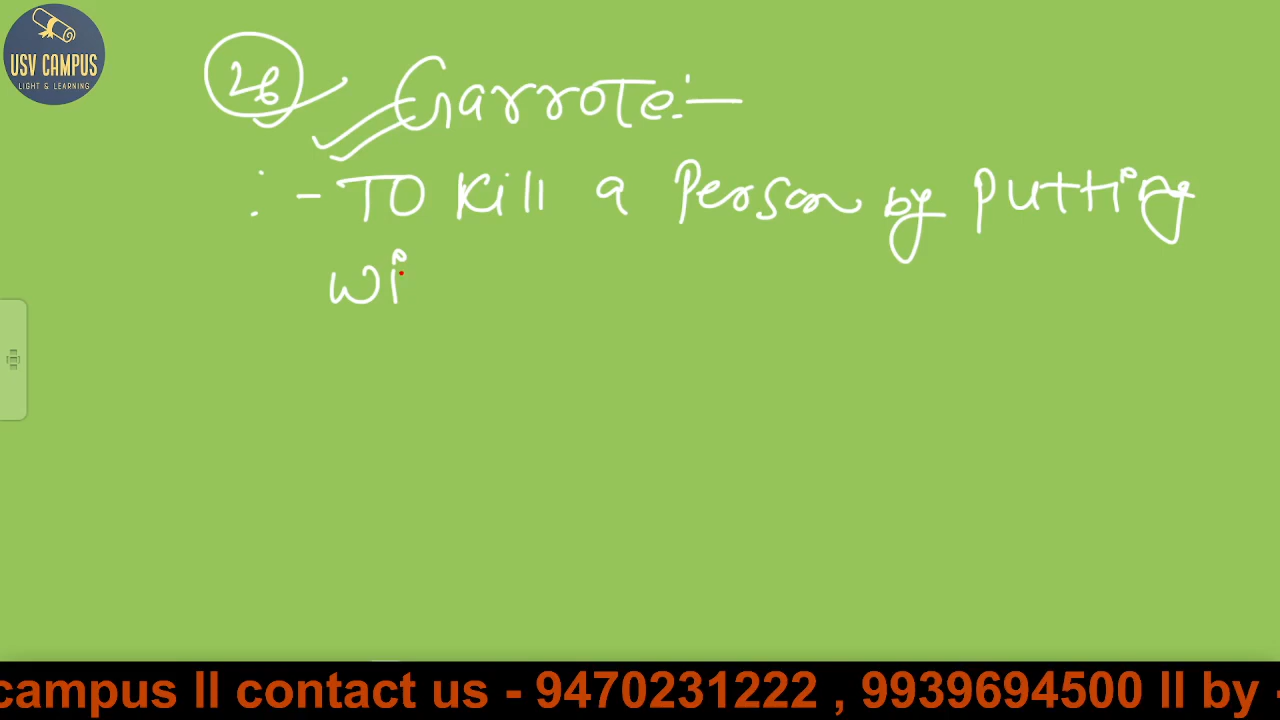 USV CAMPUS
LIGHT & LEARNING
26 Garrote:-
:- To Kill a Person by Putting
wi
campus ll contact us - 9470231222 , 9939694500 ll by -